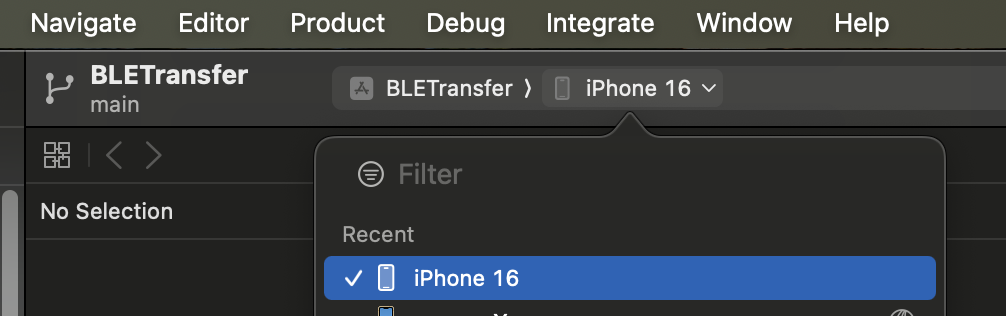 Navigate Editor Product Debug Integrate Window Help
BLETransfer
main
BLETransfer 〉 iPhone 16
Filter
No Selection
Recent
✓ iPhone 16